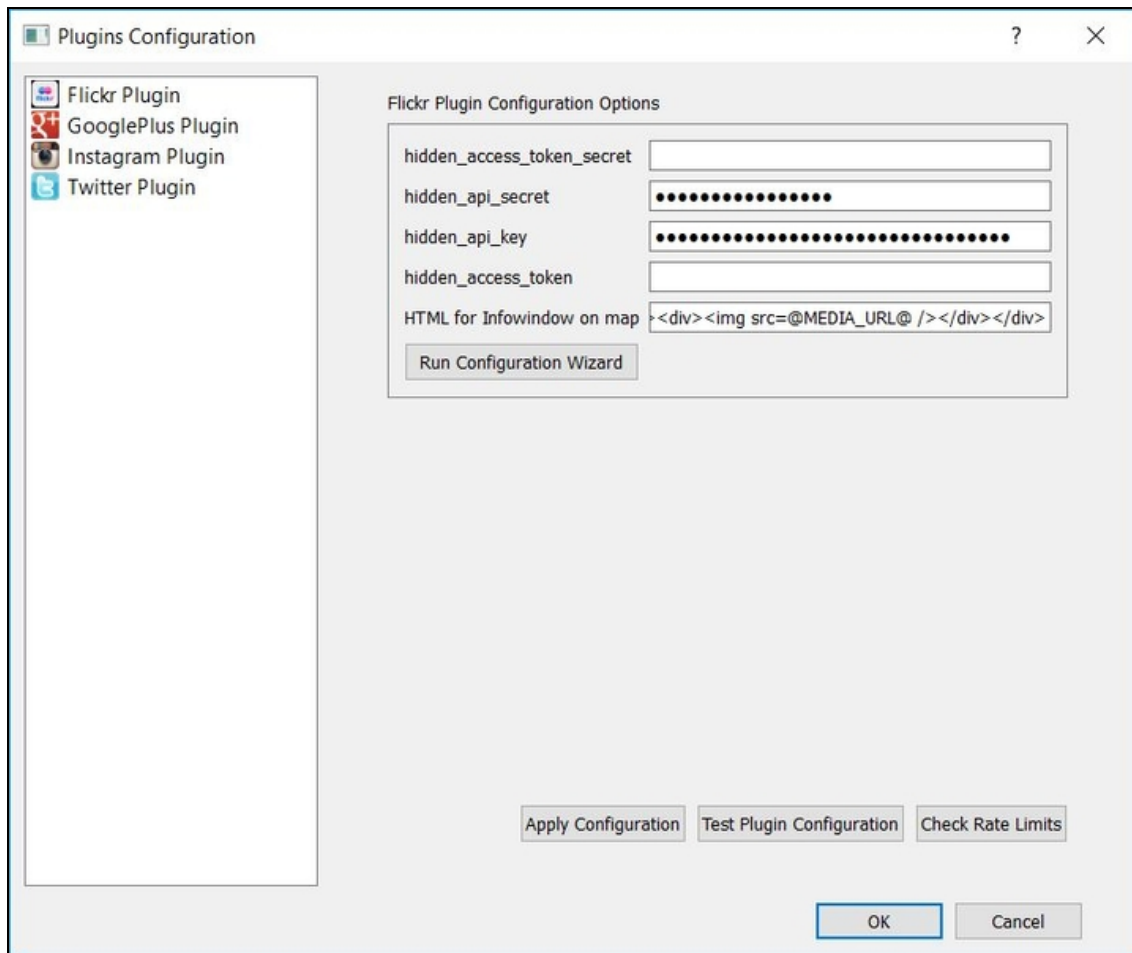 Plugins Configuration
?
Flickr Plugin
GooglePlus Plugin
Instagram Plugin
Twitter Plugin
Flickr Plugin Configuration Options
hidden_access_token_secret
hidden_api_secret ●●●●●●●●●●●●●●●●
hidden_api_key ●●●●●●●●●●●●●●●●●●●●●●●●●●●●●●●●
hidden_access_token
HTML for Infowindow on map <div><img src=@MEDIA_URL@ /></div></div>
Run Configuration Wizard
Apply Configuration Test Plugin Configuration Check Rate Limits
OK Cancel